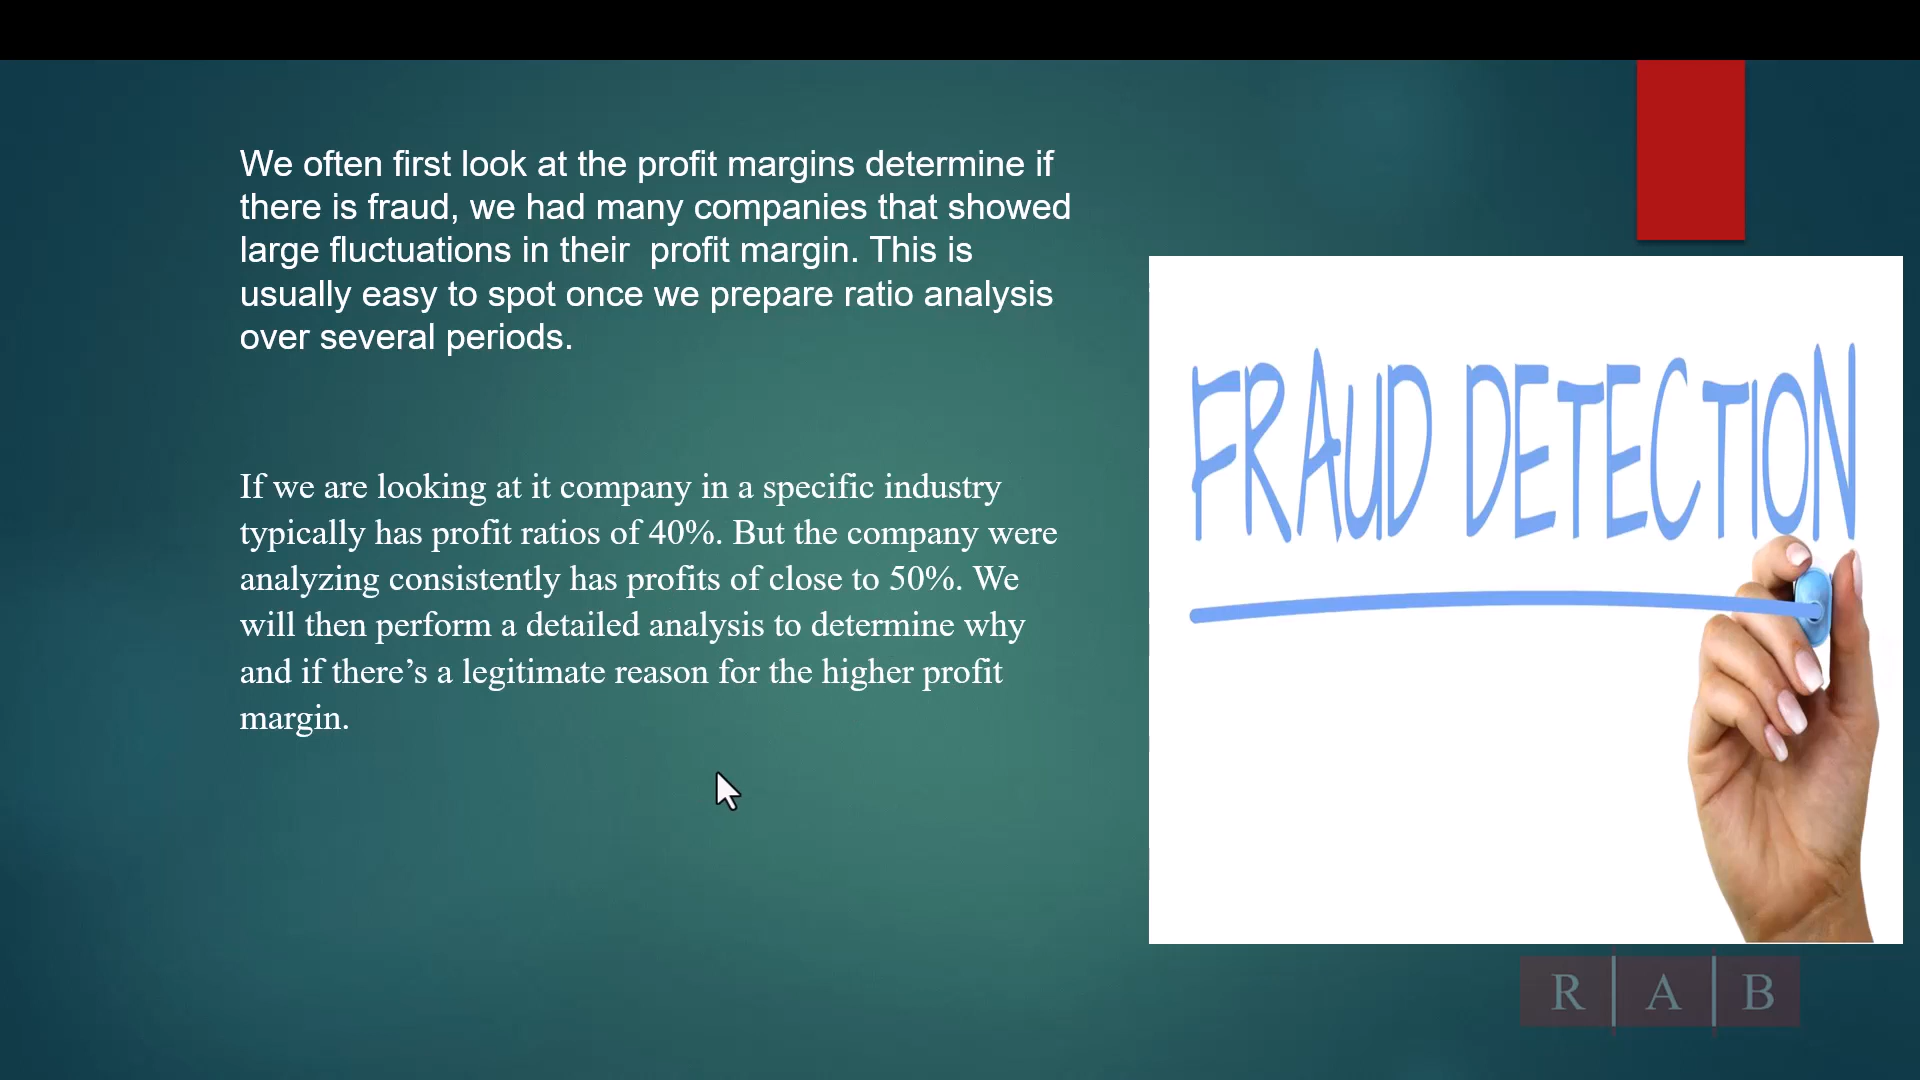 We often first look at the profit margins determine if
there is fraud, we had many companies that showed
large fluctuations in their  profit margin. This is
usually easy to spot once we prepare ratio analysis
over several periods.
If we are looking at it company in a specific industry
typically has profit ratios of 40%. But the company were
analyzing consistently has profits of close to 50%. We
will then perform a detailed analysis to determine why
and if there’s a legitimate reason for the higher profit
margin.
FRAUD DETECTION
R A B